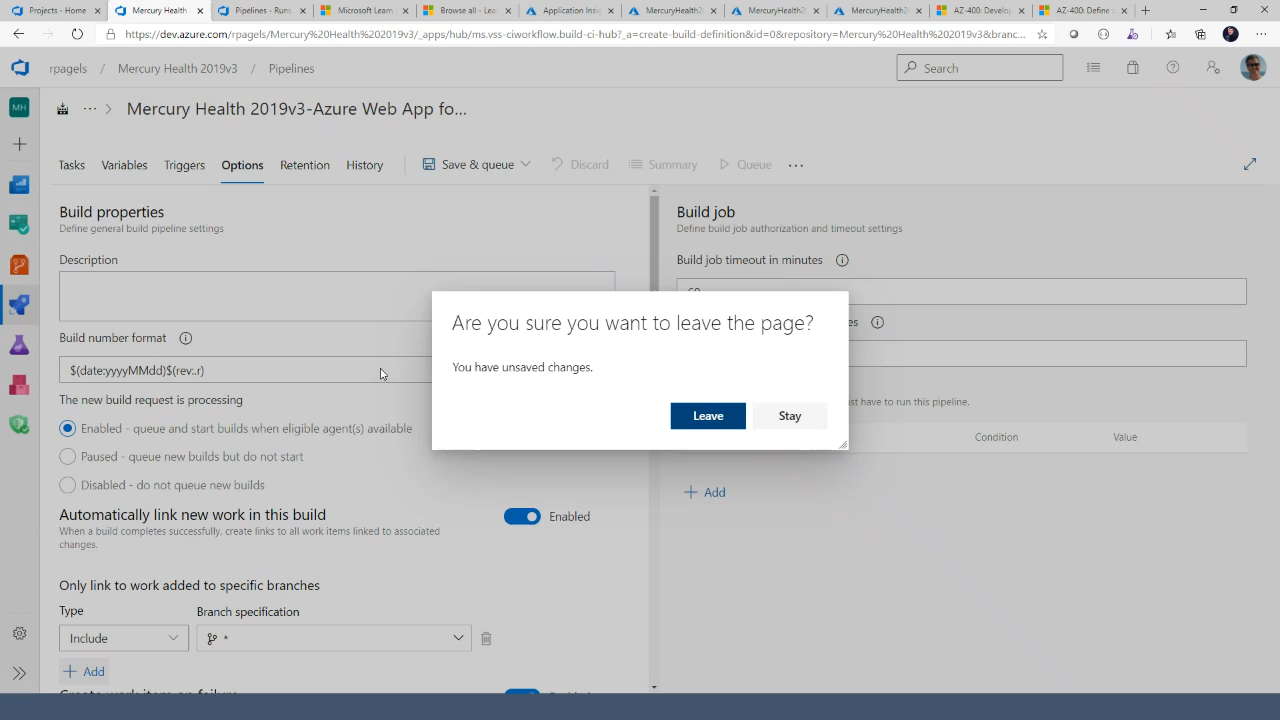 Projects - Home
Mercury Health
Pipelines - Runs
Microsoft Learn
Browse all - Lea
Application Insi
MercuryHealth
MercuryHealth2
MercuryHealth2
AZ-400: Develop
AZ-400: Define a
https://dev.azure.com/rpagels/Mercury%20Health%202019v3/_apps/hub/ms.vss-ciworkflow.build-ci-hub?_a=create-build-definition&id=0&repository=Mercury%20Health%202019v3&branc...
rpagels / Mercury Health 2019v3 / Pipelines
Search
MH
Mercury Health 2019v3-Azure Web App fo...
Tasks Variables Triggers Options Retention History Save & queue Discard Summary Queue
Build properties
Define general build pipeline settings
Description
Build number format
$(date:yyyyMMdd)$(rev:.r)
The new build request is processing
Enabled - queue and start builds when eligible agent(s) available
Paused - queue new builds but do not start
Disabled - do not queue new builds
Automatically link new work in this build
Enabled
When a build completes successfully, create links to all work items linked to associated
changes.
Only link to work added to specific branches
Type
Branch specification
Include
*
Add
Build job
Define build job authorization and timeout settings
Build job timeout in minutes
have to run this pipeline.
Condition
Value
Add
Are you sure you want to leave the page?
You have unsaved changes.
Leave
Stay